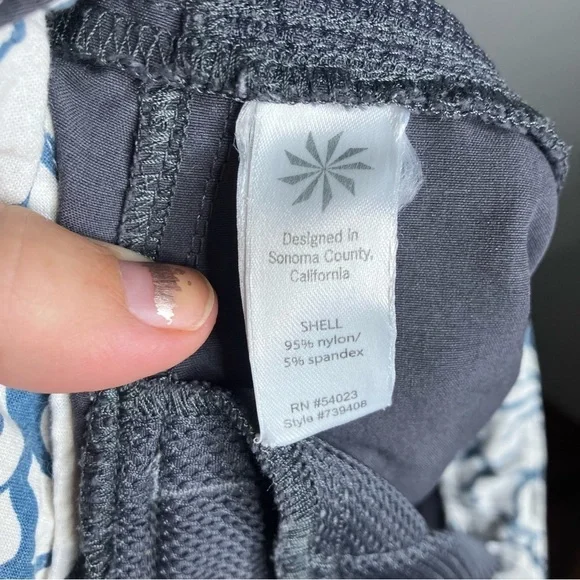 Designed in
Sonoma County,
California
SHELL
95% nylon/
5% spandex
RN #54023
Style #739408